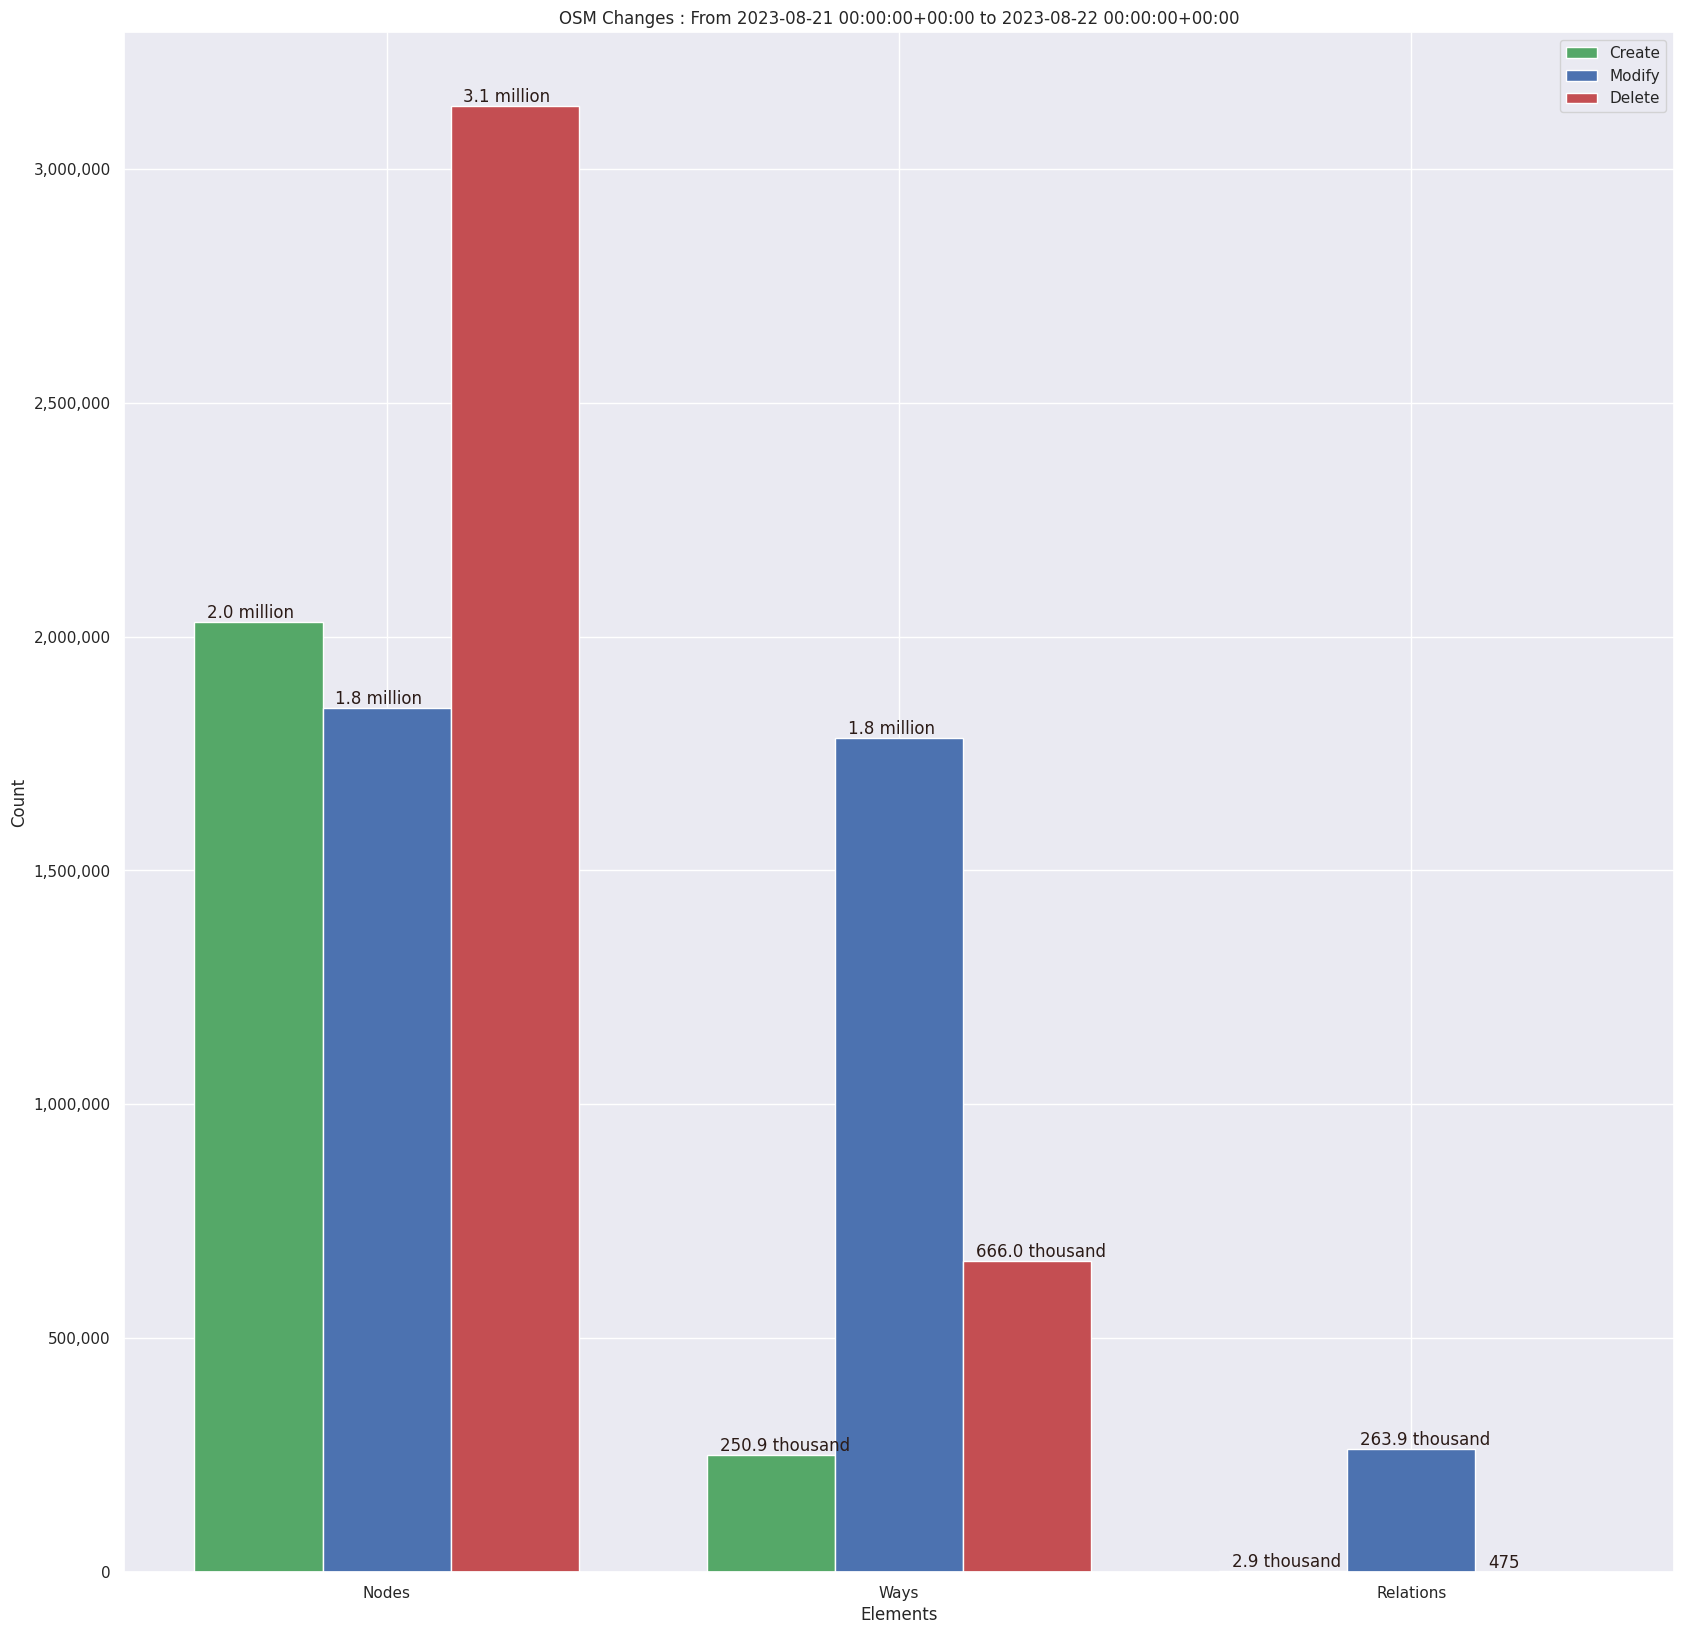 OSM Changes : From 2023-08-21 00:00:00+00:00 to 2023-08-22 00:00:00+00:00
Create
Modify
Delete
3.1 million
3,000,000
2,500,000
2.0 million
2,000,000
1.8 million
1.8 million
Count
1,500,000
1,000,000
666.0 thousand
500,000
250.9 thousand
263.9 thousand
2.9 thousand
475
0
Nodes
Ways
Relations
Elements